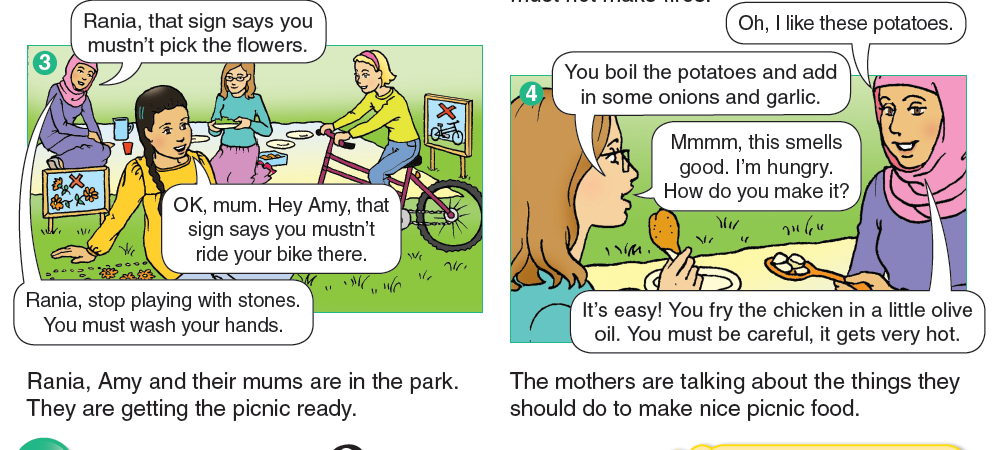 Rania, that sign says you
mustn't pick the flowers.
3
OK, mum. Hey Amy, that
sign says you mustn't
ride your bike there.
Rania, stop playing with stones.
You must wash your hands.
Rania, Amy and their mums are in the park.
They are getting the picnic ready.
must not make fires.
Oh, I like these potatoes.
4
You boil the potatoes and add
in some onions and garlic.
Mmmm, this smells
good. I'm hungry.
How do you make it?
It's easy! You fry the chicken in a little olive
oil. You must be careful, it gets very hot.
The mothers are talking about the things they
should do to make nice picnic food.